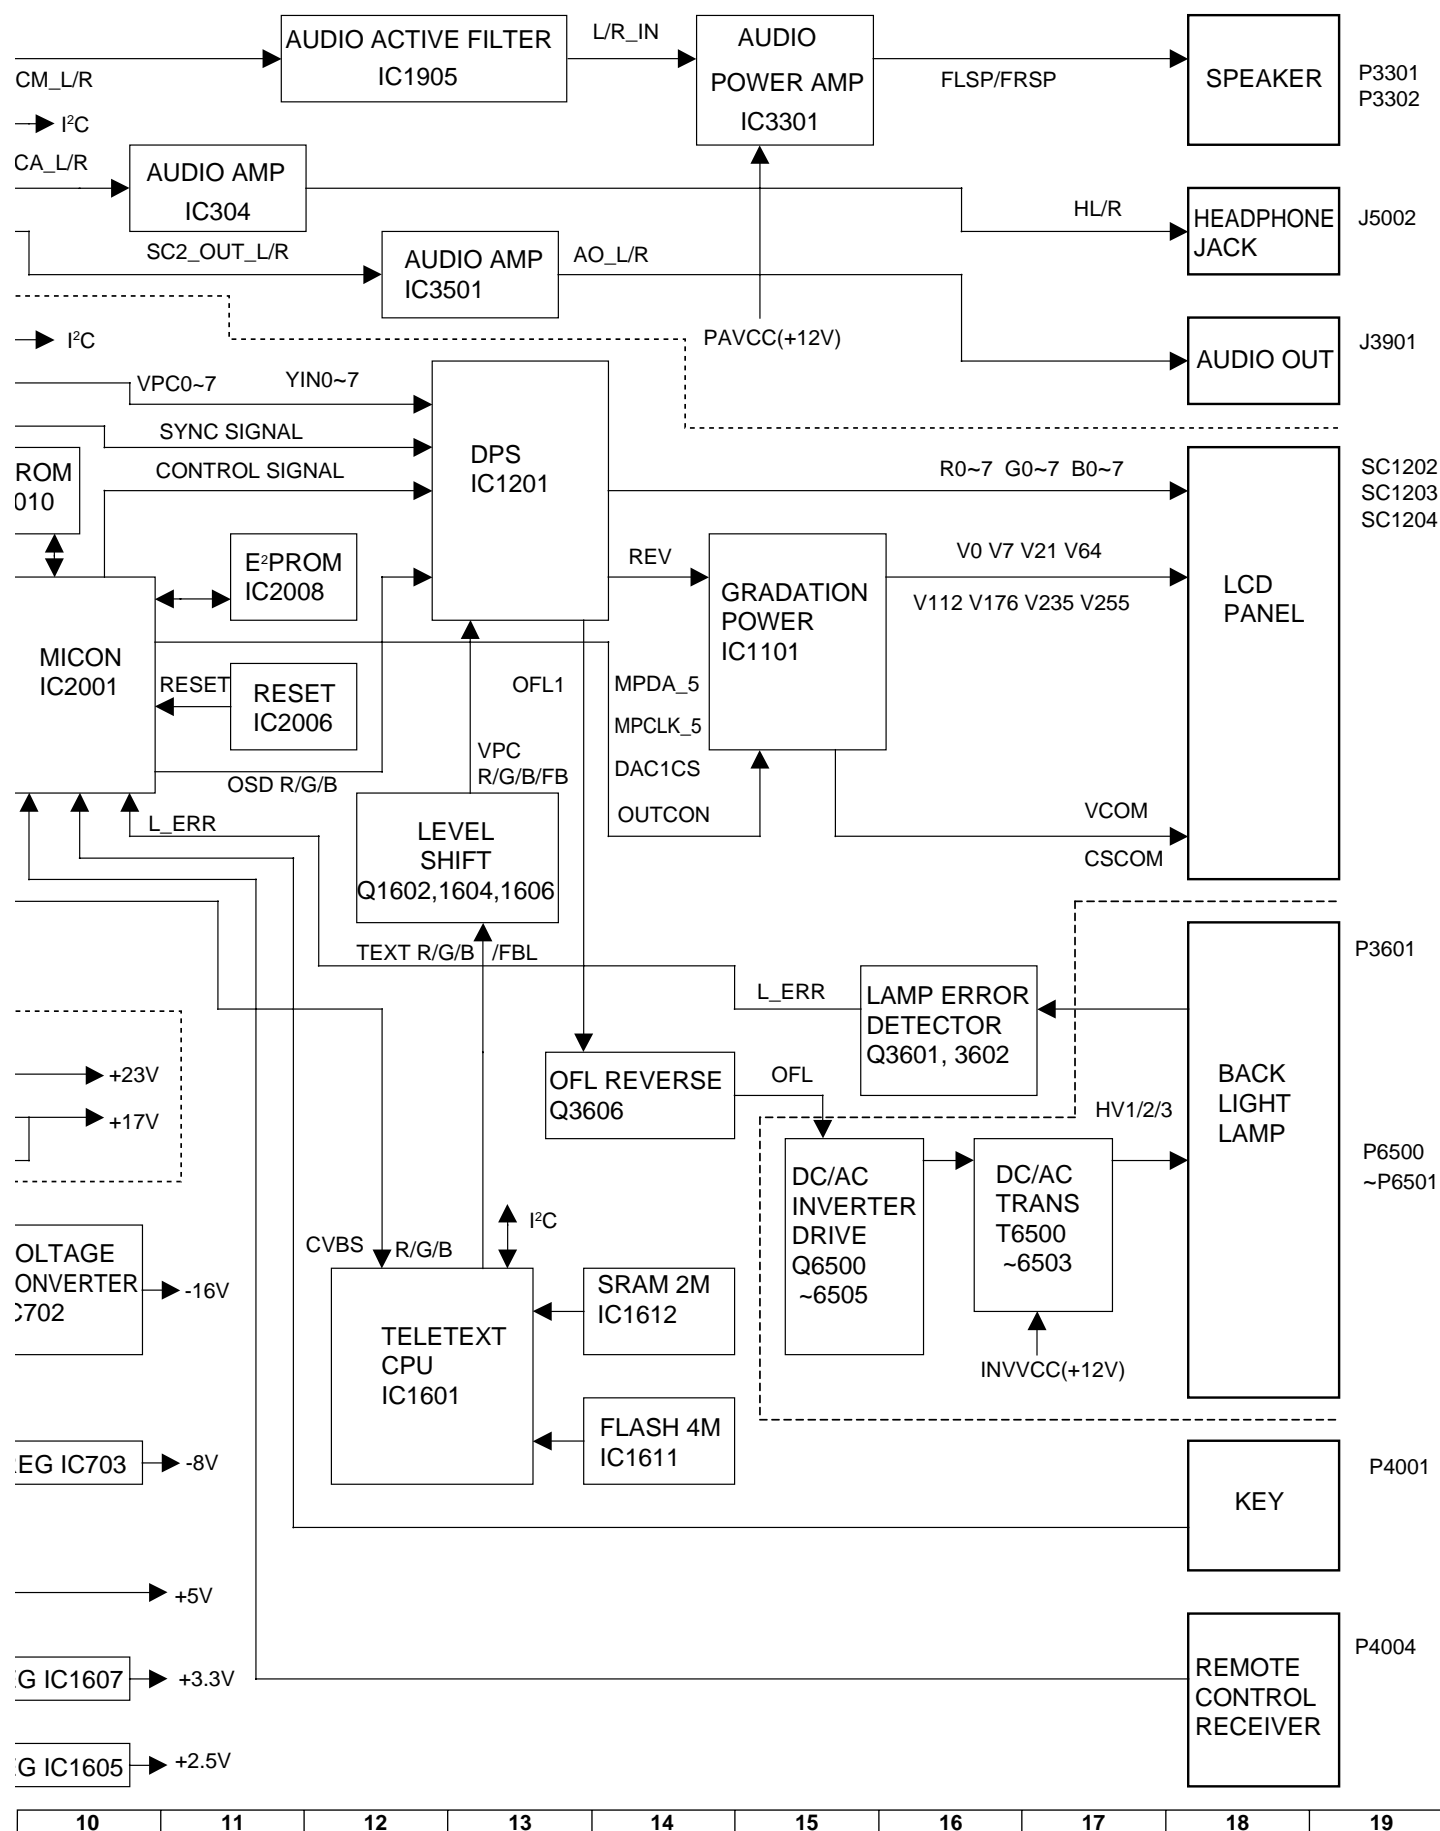 AUDIO ACTIVE FILTER
IC1905
L/R_IN
AUDIO
POWER AMP
IC3301
FLSP/FRSP
SPEAKER
P3301
P3302
CM_L/R
I²C
CA_L/R
AUDIO AMP
IC304
HL/R
HEADPHONE
JACK
J5002
SC2_OUT_L/R
AUDIO AMP
IC3501
AO_L/R
I²C
PAVCC(+12V)
AUDIO OUT
J3901
VPC0~7
YIN0~7
SYNC SIGNAL
CONTROL SIGNAL
ROM
010
DPS
IC1201
R0~7 G0~7 B0~7
SC1202
SC1203
SC1204
E²PROM
IC2008
REV
GRADATION
POWER
IC1101
V0 V7 V21 V64
V112 V176 V235 V255
LCD
PANEL
MICON
IC2001
RESET
RESET
IC2006
OFL1
MPDA_5
MPCLK_5
DAC1CS
OUTCON
VPC
R/G/B/FB
OSD R/G/B
L_ERR
LEVEL
SHIFT
Q1602,1604,1606
VCOM
CSCOM
TEXT R/G/B /FBL
L_ERR
LAMP ERROR
DETECTOR
Q3601, 3602
P3601
+23V
+17V
OFL REVERSE
Q3606
OFL
HV1/2/3
BACK
LIGHT
LAMP
P6500
~P6501
DC/AC
INVERTER
DRIVE
Q6500
~6505
DC/AC
TRANS
T6500
~6503
INVVCC(+12V)
I²C
CVBS
R/G/B
OLTAGE
ONVERTER
C702
-16V
TELETEXT
CPU
IC1601
SRAM 2M
IC1612
FLASH 4M
IC1611
EG IC703
-8V
KEY
P4001
+5V
G IC1607
+3.3V
REMOTE
CONTROL
RECEIVER
P4004
G IC1605
+2.5V
10 11 12 13 14 15 16 17 18 19